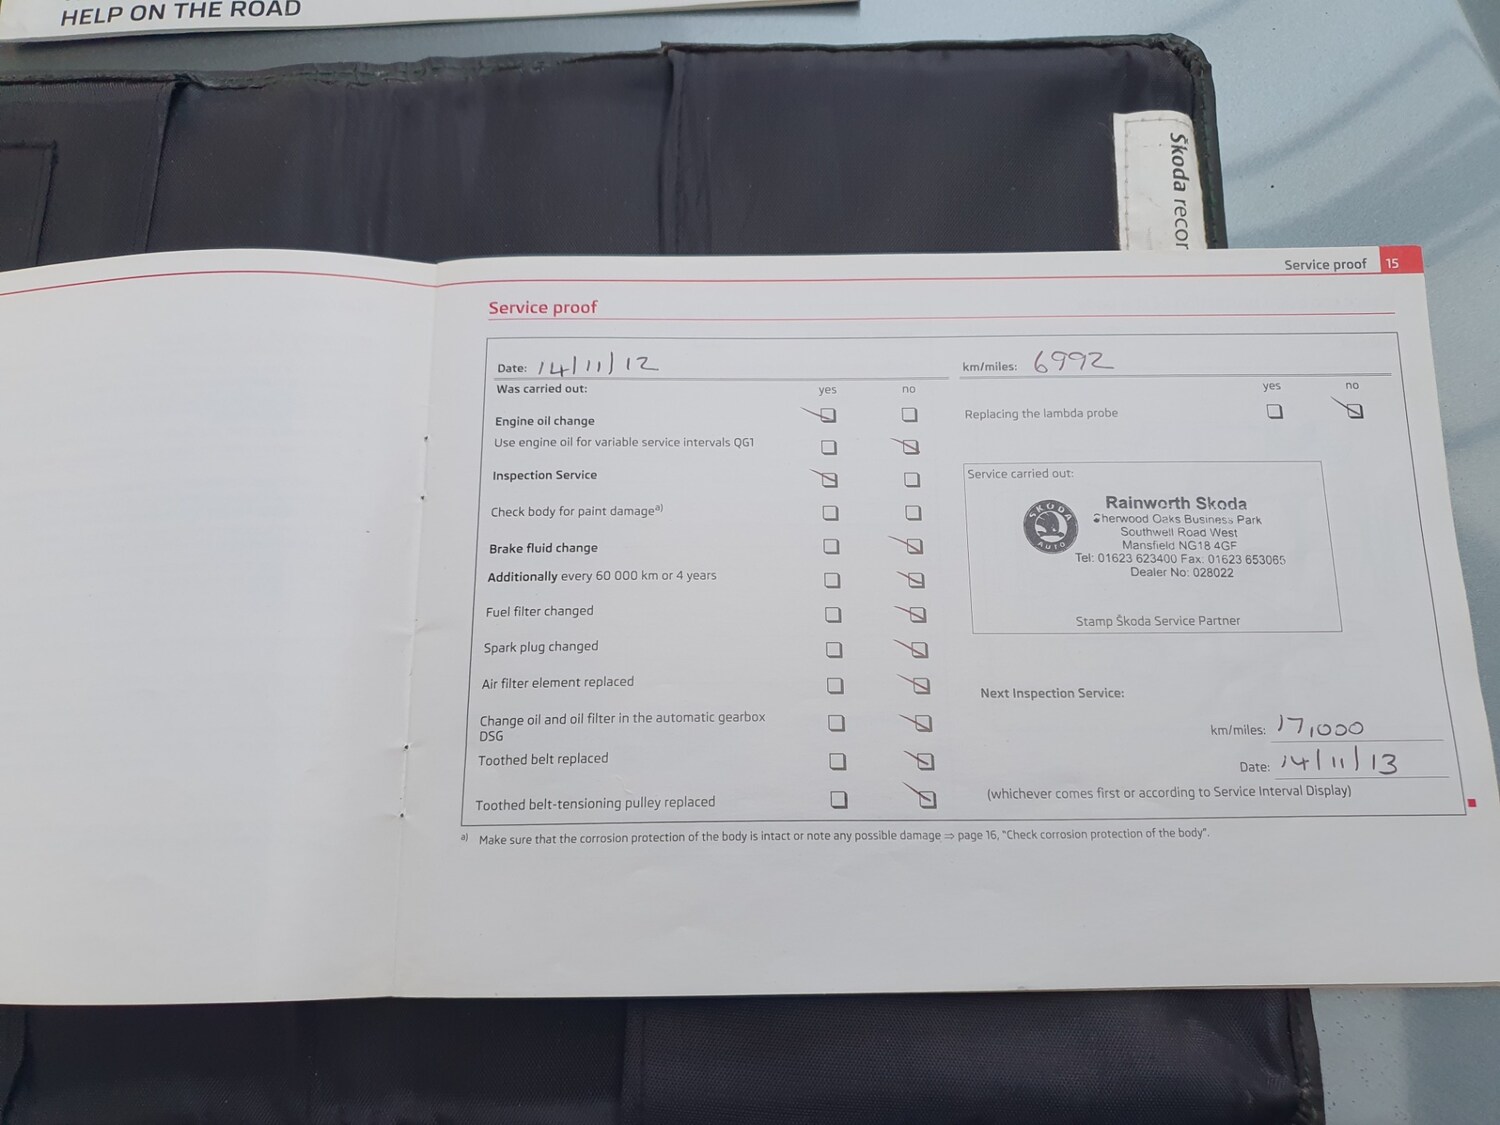 HELP ON THE ROAD
Škoda recor
Service proof 15
Service proof
Date: 14/11/12
km/miles: 6992
Was carried out: yes no
yes no
Engine oil change
Replacing the lambda probe
Use engine oil for variable service intervals QG1
Inspection Service
Check body for paint damage a)
Brake fluid change
Additionally every 60 000 km or 4 years
Fuel filter changed
Spark plug changed
Air filter element replaced
Change oil and oil filter in the automatic gearbox
DSG
Toothed belt replaced
Toothed belt-tensioning pulley replaced
Service carried out:
SKODA
AUTO
Rainworth Skoda
Sherwood Oaks Business Park
Southwell Road West
Mansfield NG18 4GF
Tel: 01623 623400 Fax: 01623 653065
Dealer No: 028022
Stamp Škoda Service Partner
Next Inspection Service:
km/miles: 17,000
Date: 14/11/13
(whichever comes first or according to Service Interval Display)
a) Make sure that the corrosion protection of the body is intact or note any possible damage ⇒ page 16, "Check corrosion protection of the body".